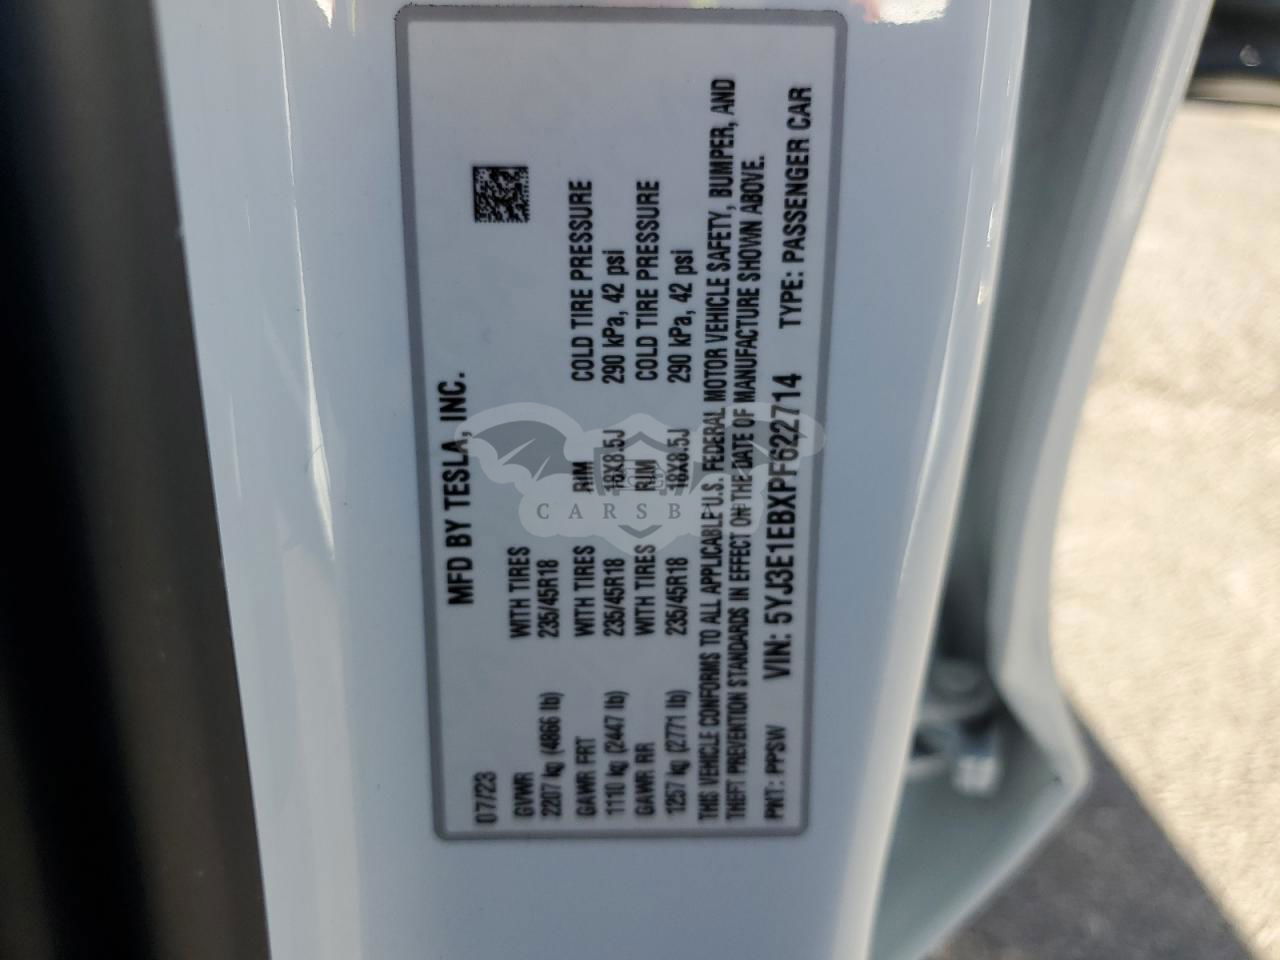 MFD BY TESLA, INC.
07/23
GVWR WITH TIRES
2207 kg (4866 lb) 235/45R18
GAWR FRT WITH TIRES RIM COLD TIRE PRESSURE
1110 kg (2447 lb) 235/45R18 18X8.5J 290 kPa, 42 psi
GAWR RR WITH TIRES RIM COLD TIRE PRESSURE
1257 kg (2771 lb) 235/45R18 18X8.5J 290 kPa, 42 psi
THIS VEHICLE CONFORMS TO ALL APPLICABLE U.S. FEDERAL MOTOR VEHICLE SAFETY, BUMPER, AND
THEFT PREVENTION STANDARDS IN EFFECT ON THE DATE OF MANUFACTURE SHOWN ABOVE.
PNT: PPSW VIN: 5YJ3E1EBXPF622714 TYPE: PASSENGER CAR